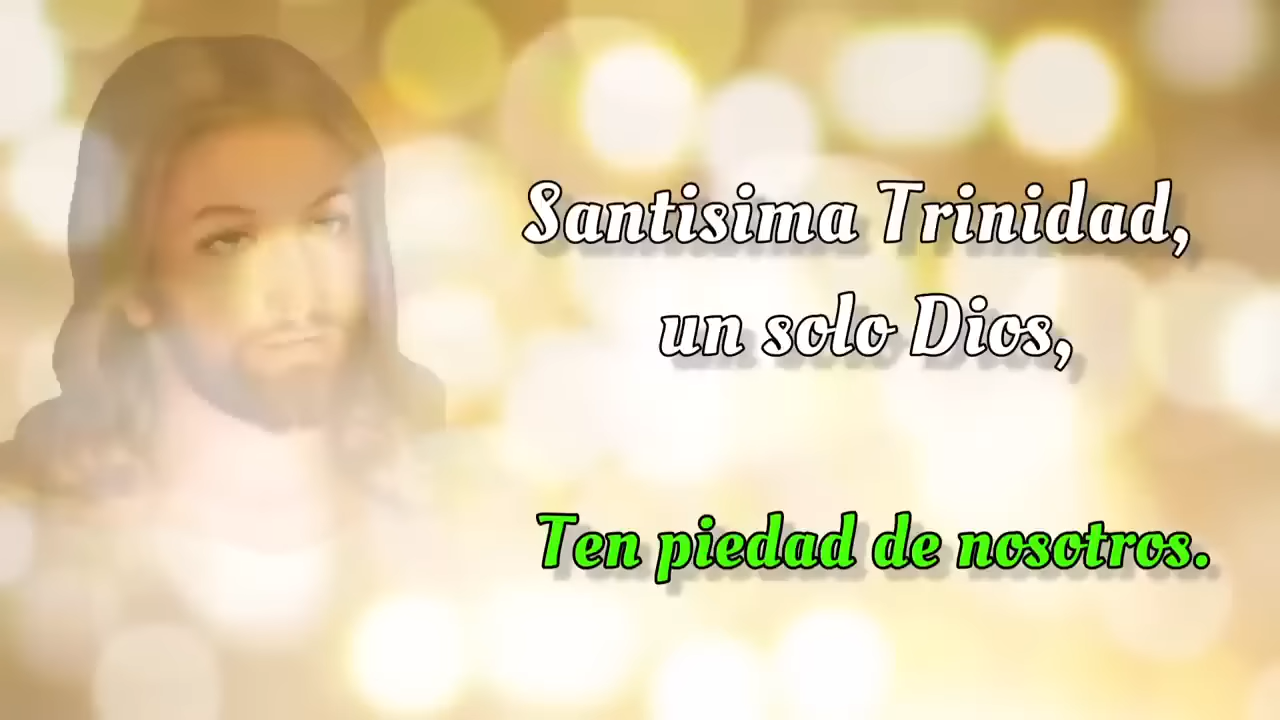 Santisima Trinidad,
un solo Dios,
Ten piedad de nosotros.